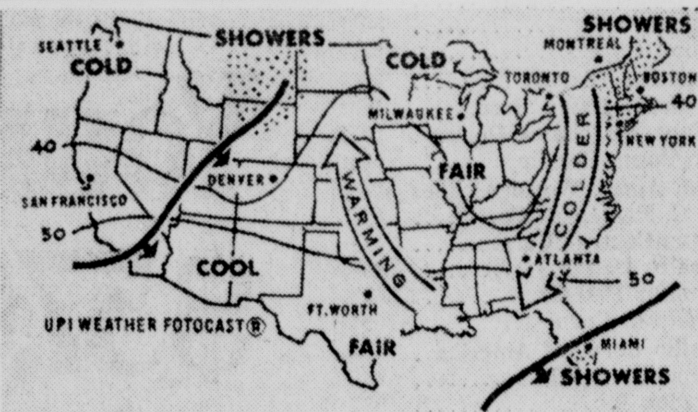 SHOWERS
SEATTLE
SHOWERS
MONTREAL
COLD
COLD
TORONTO
BOSTON
MILWAUKEE
40
40
NEW YORK
COLDER
FAIR
DENVER
WARMING
SAN FRANCISCO
50
COOL
ATLANTA
50
FT. WORTH
UPI WEATHER FOTOCAST®
FAIR
MIAMI
SHOWERS